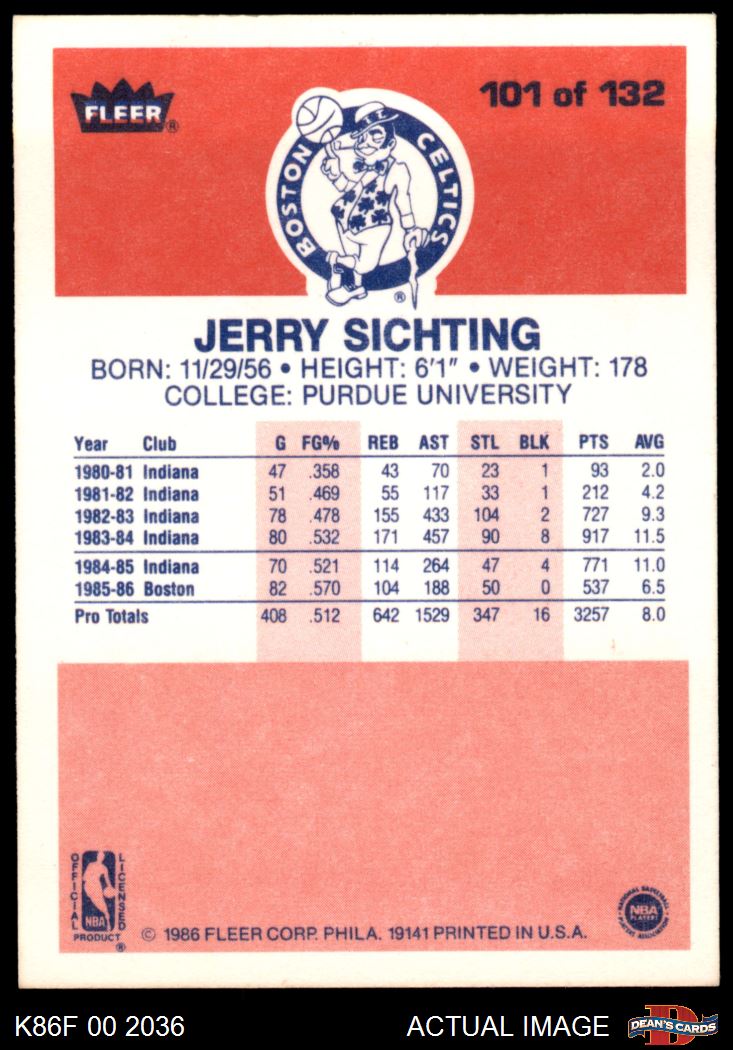 FLEER®
101 of 132
BOSTON CELTICS
®
JERRY SICHTING
BORN: 11/29/56 • HEIGHT: 6'1" • WEIGHT: 178
COLLEGE: PURDUE UNIVERSITY
Year Club G FG% REB AST STL BLK PTS AVG
1980-81 Indiana 47 .358 43 70 23 1 93 2.0
1981-82 Indiana 51 .469 55 117 33 1 212 4.2
1982-83 Indiana 78 .478 155 433 104 2 727 9.3
1983-84 Indiana 80 .532 171 457 90 8 917 11.5
1984-85 Indiana 70 .521 114 264 47 4 771 11.0
1985-86 Boston 82 .570 104 188 50 0 537 6.5
Pro Totals 408 .512 642 1529 347 16 3257 8.0
OFFICIAL LICENSED
NBA
PRODUCT ®
© 1986 FLEER CORP. PHILA. 19141 PRINTED IN U.S.A.
NATIONAL BASKETBALL
NBA
PLAYERS
PLAYERS ASSOCIATION
K86F 00 2036
ACTUAL IMAGE
D
DEAN'S CARDS